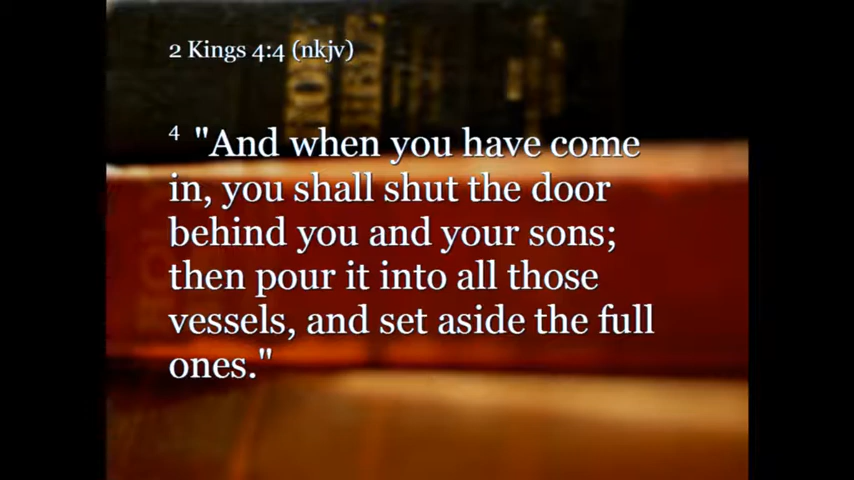 2 Kings 4:4 (nkjv)
4 "And when you have come
in, you shall shut the door
behind you and your sons;
then pour it into all those
vessels, and set aside the full
ones."